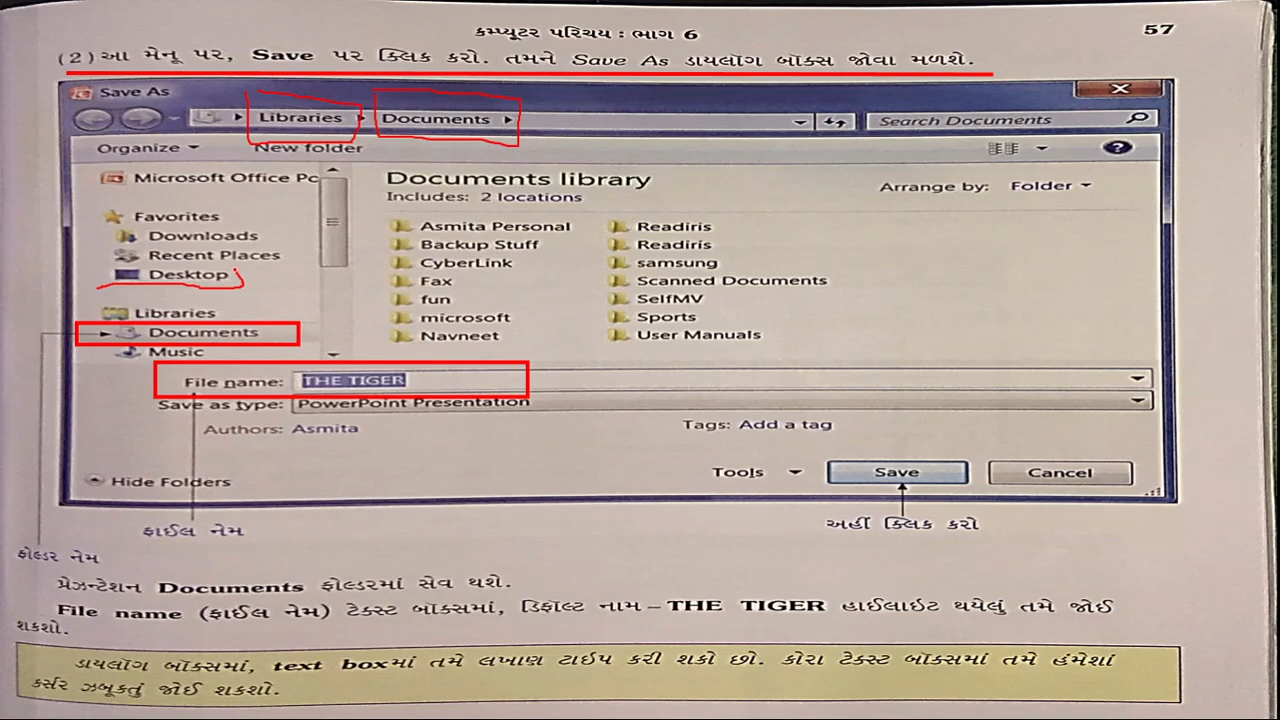 કમ્પ્યૂટર પરિચય : ભાગ 6
57
(2) આ મેનૂ પર, Save પર ક્લિક કરો. તમને Save As ડાયલૉગ બૉક્સ જોવા મળશે.
Save As
Libraries Documents Search Documents
Organize New folder
Microsoft Office Pc
Favorites
Downloads
Recent Places
Desktop
Libraries
Documents
Music
Documents library
Includes: 2 locations
Arrange by: Folder
Asmita Personal Readiris
Backup Stuff Readiris
CyberLink samsung
Fax Scanned Documents
fun SelfMV
microsoft Sports
Navneet User Manuals
File name: THE TIGER
Save as type: PowerPoint Presentation
Authors: Asmita Tags: Add a tag
Hide Folders Tools Save Cancel
ફાઈલ નેમ
અહીં ક્લિક કરો
ફોલ્ડર નેમ
પ્રેઝન્ટેશન Documents ફોલ્ડરમાં સેવ થશે.
File name (ફાઈલ નેમ) ટેક્સ્ટ બૉક્સમાં, ડિફૉલ્ટ નામ – THE TIGER હાઈલાઈટ થયેલું તમે જોઈ
શકશો.
ડાયલૉગ બૉક્સમાં, text boxમાં તમે લખાણ ટાઈપ કરી શકો છો. કોરા ટેક્સ્ટ બૉક્સમાં તમે હંમેશાં
કર્સર ઝબૂકતું જોઈ શકશો.